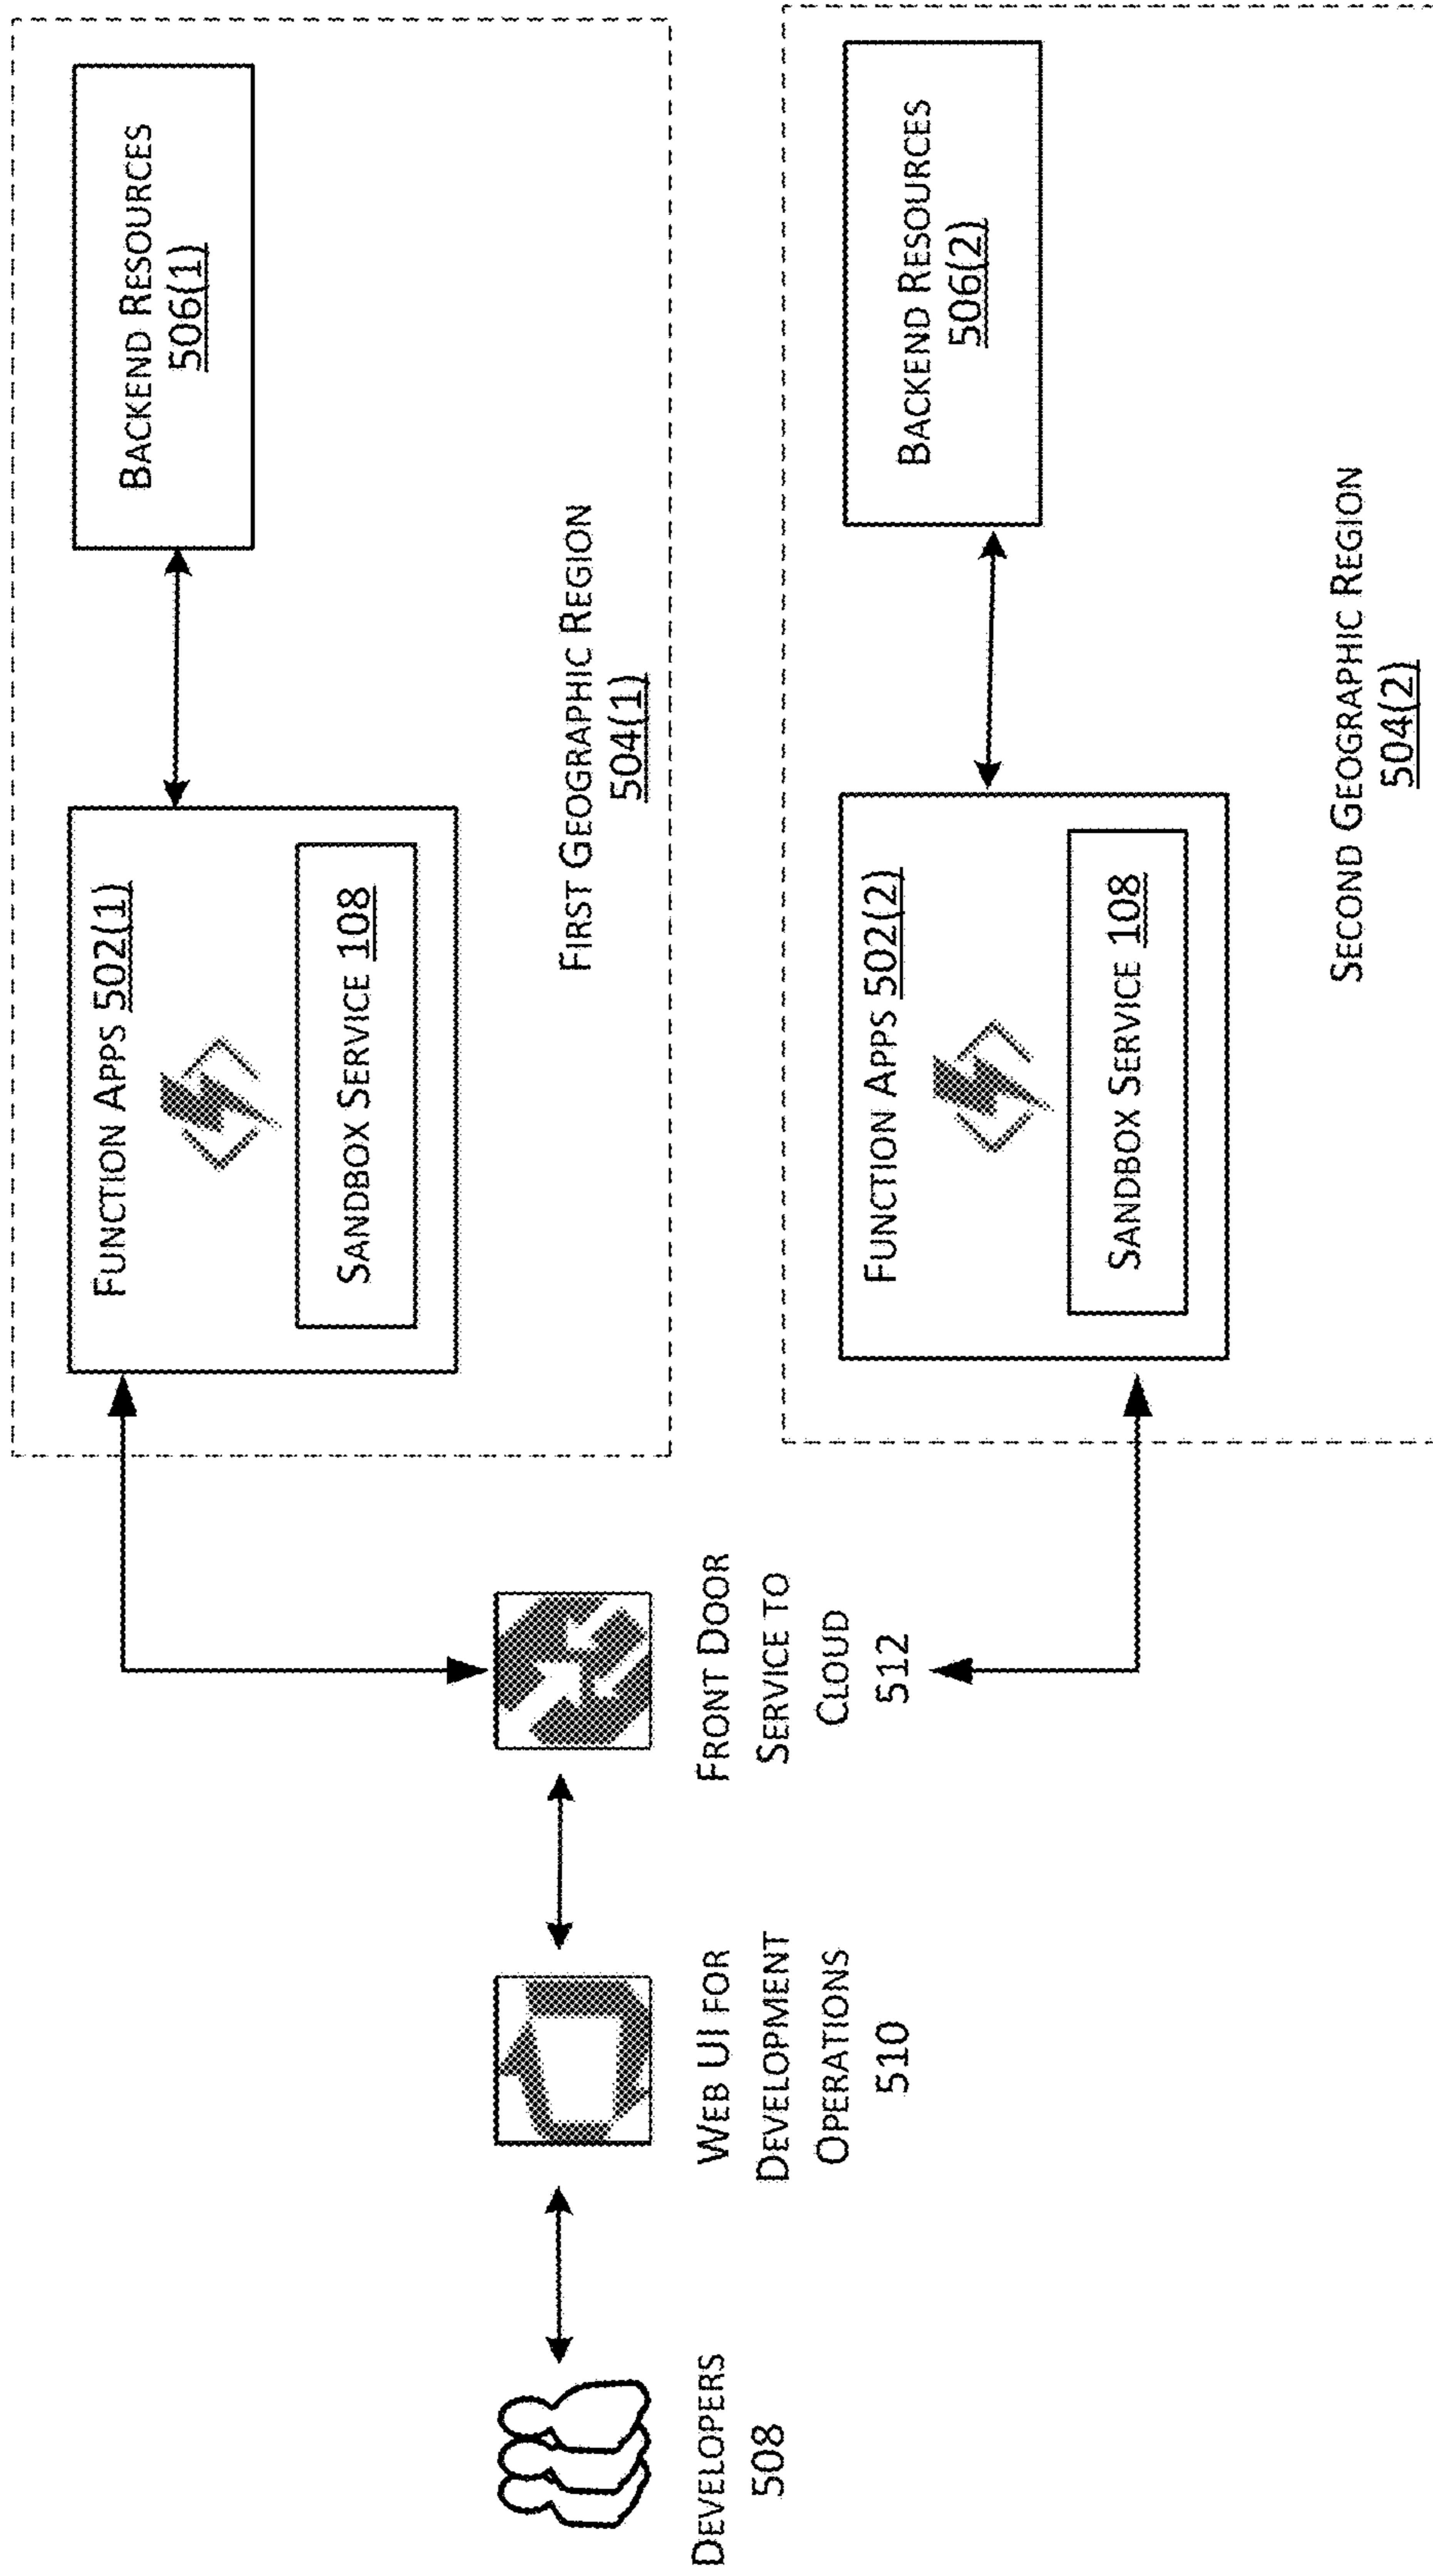 DEVELOPERS
508
WEB UI FOR
DEVELOPMENT
OPERATIONS
510
FRONT DOOR
SERVICE TO
CLOUD
512
FUNCTION APPS 502(1)
SANDBOX SERVICE 108
BACKEND RESOURCES
506(1)
FIRST GEOGRAPHIC REGION
504(1)
FUNCTION APPS 502(2)
SANDBOX SERVICE 108
BACKEND RESOURCES
506(2)
SECOND GEOGRAPHIC REGION
504(2)